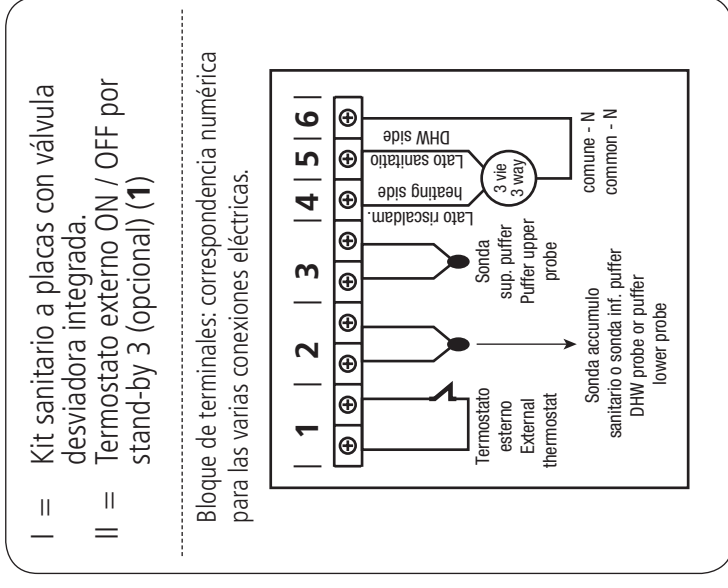 I = Kit sanitario a placas con válvula
desviadora integrada.
II = Termostato externo ON / OFF por
stand-by 3 (opcional) (1)
Bloque de terminales: correspondencia numérica
para las varias conexiones eléctricas.
| 1 | 2 | 3 | 4 | 5 | 6 |
Termostato
esterno
External
thermostat
Sonda accumulo
sanitario o sonda inf. puffer
DHW probe or puffer
lower probe
Sonda
sup. puffer
Puffer upper
probe
Lato riscaldam.
heating side
Lato sanitatio
DHW side
3 vie
3 way
comune - N
common - N